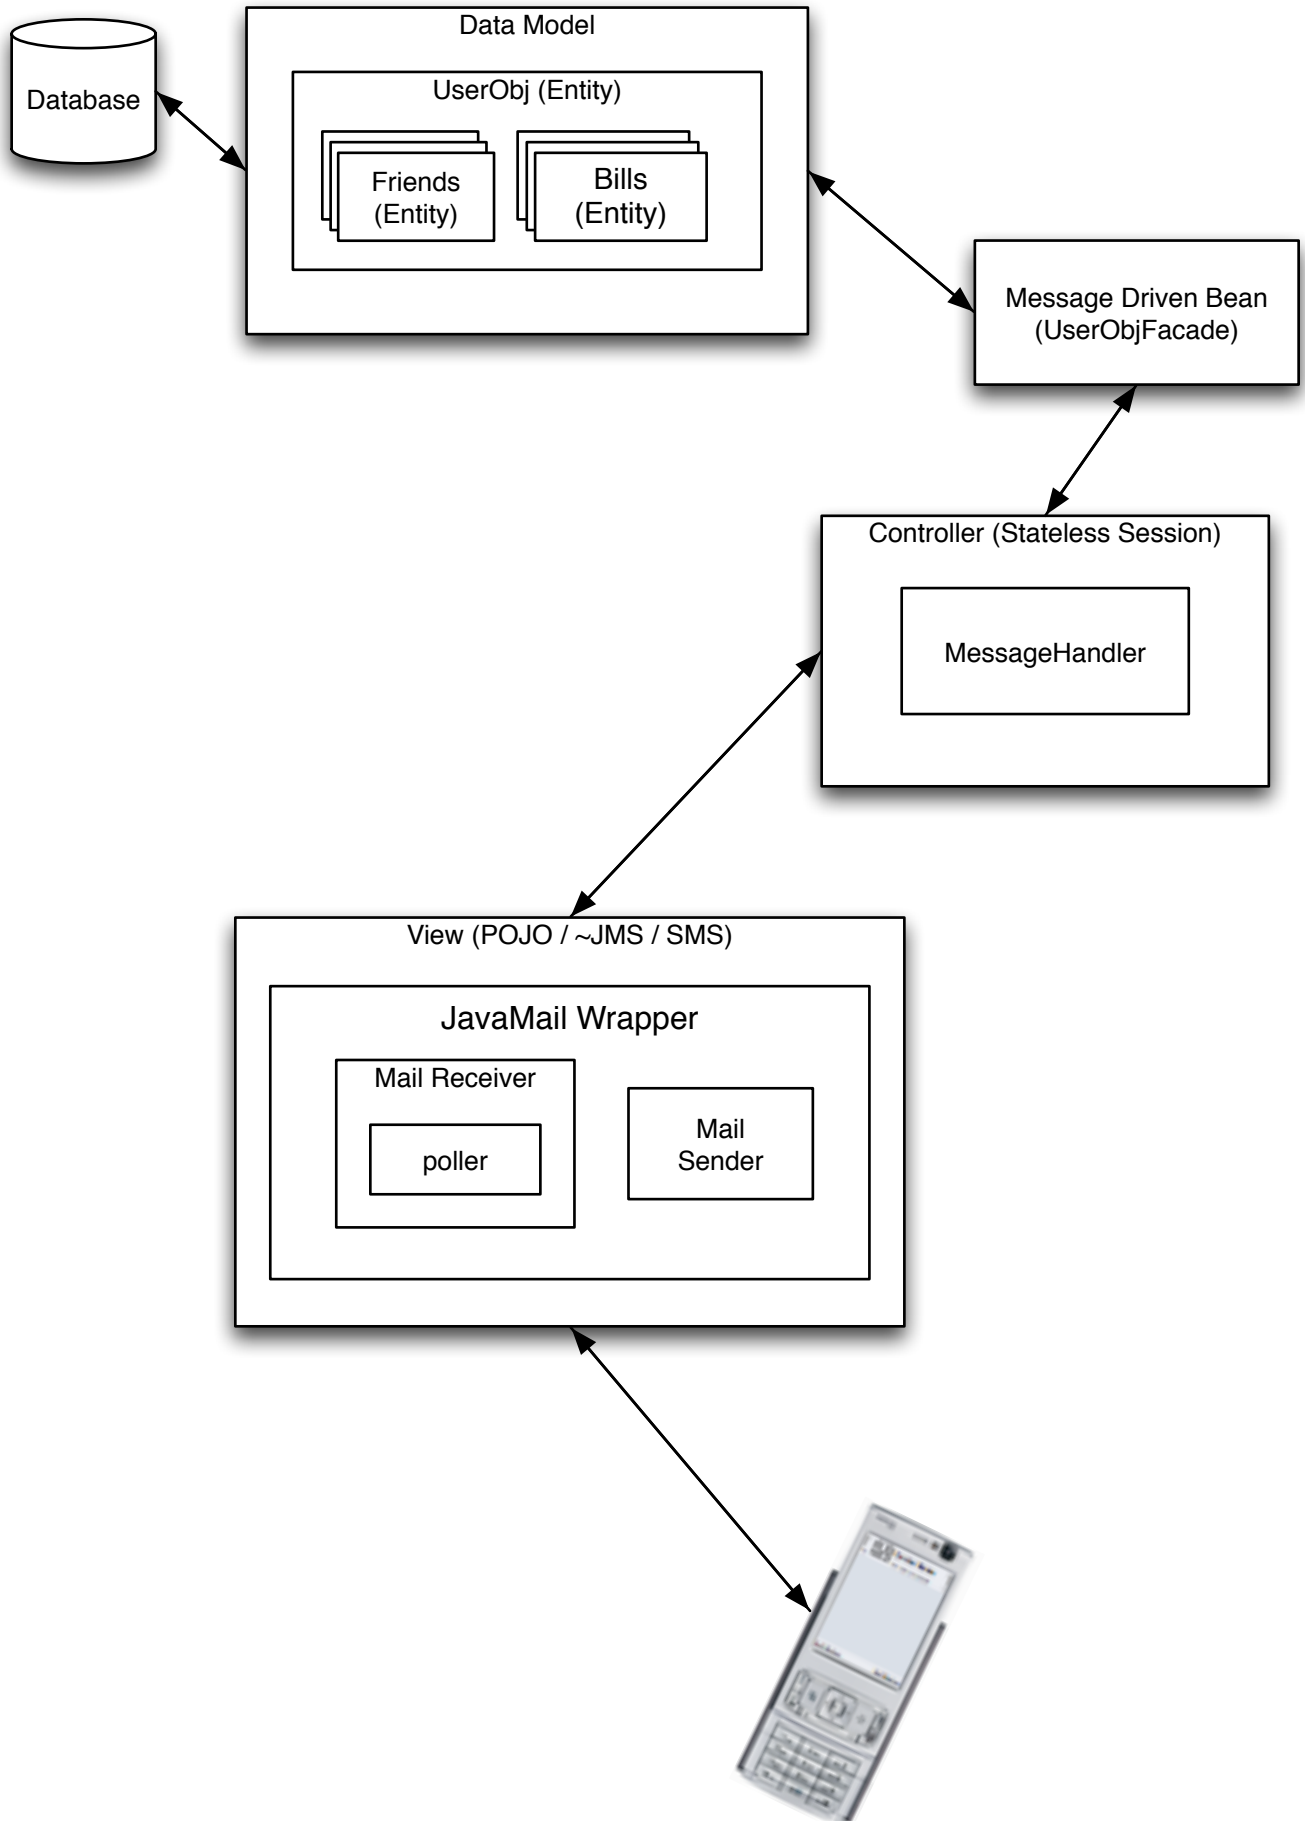 Data Model
Database
UserObj (Entity)
Friends
(Entity)
Bills
(Entity)
Message Driven Bean
(UserObjFacade)
Controller (Stateless Session)
MessageHandler
View (POJO / ~JMS / SMS)
JavaMail Wrapper
Mail Receiver
poller
Mail
Sender